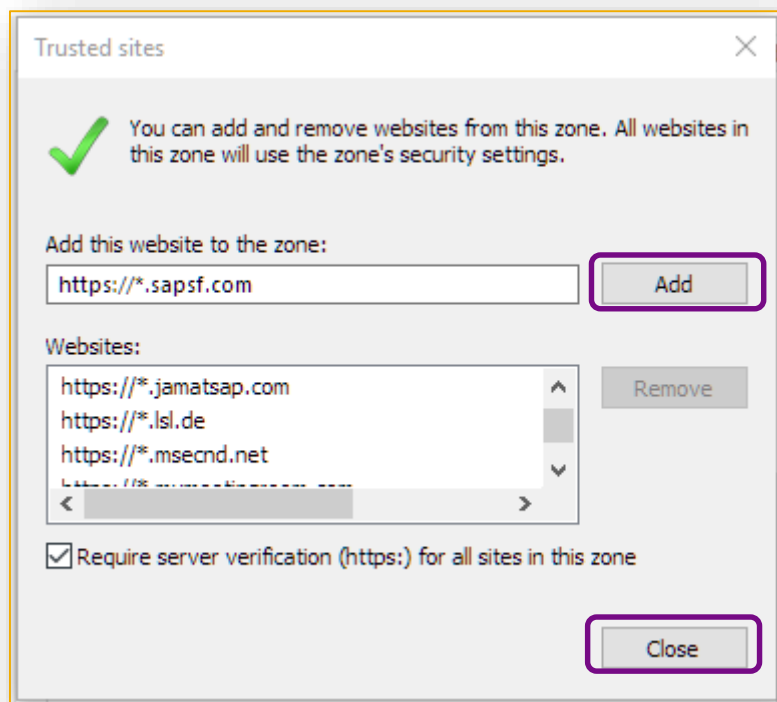 Trusted sites
You can add and remove websites from this zone. All websites in
this zone will use the zone's security settings.
Add this website to the zone:
https://*.sapsf.com
Add
Websites:
https://*.jamatsap.com
Remove
https://*.lsl.de
https://*.msecnd.net
Require server verification (https:) for all sites in this zone
Close